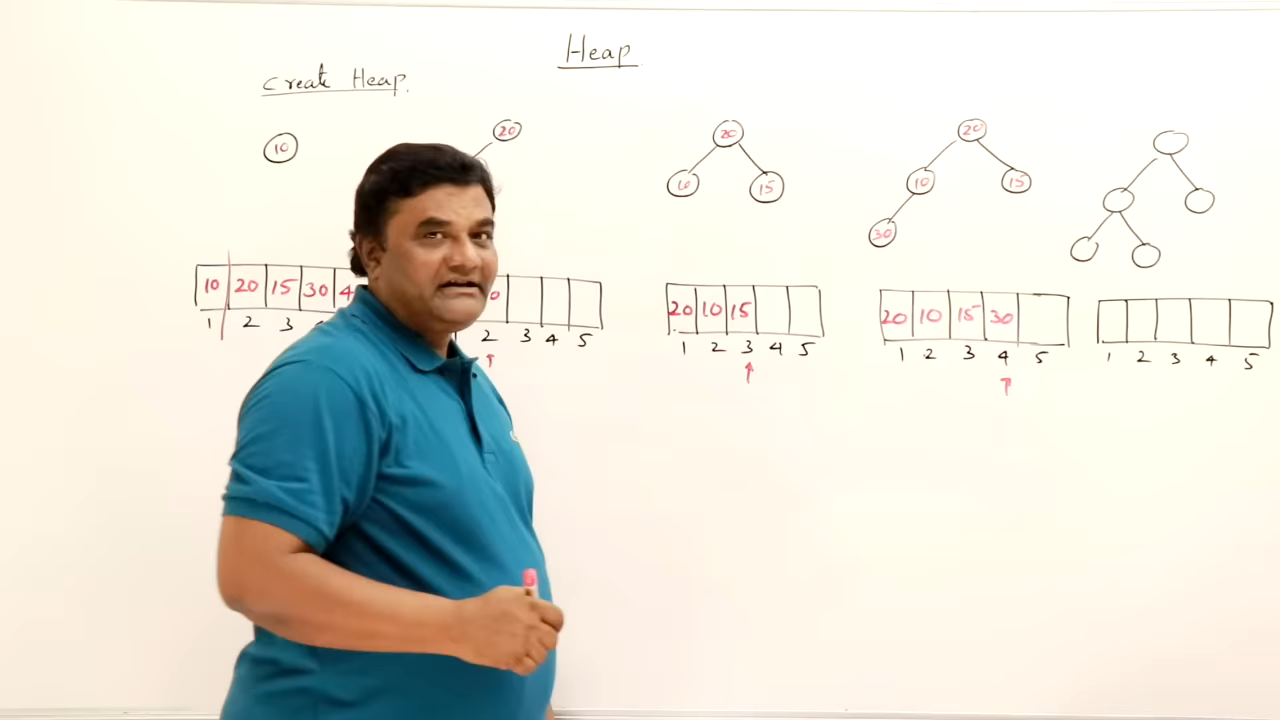 Heap
Create Heap.
10
20
20
10 15
20
10 15
30
10 20 15 30 4
1 2 3
0
2 3 4 5
20 10 15
1 2 3 4 5
20 10 15 30
1 2 3 4 5
1 2 3 4 5